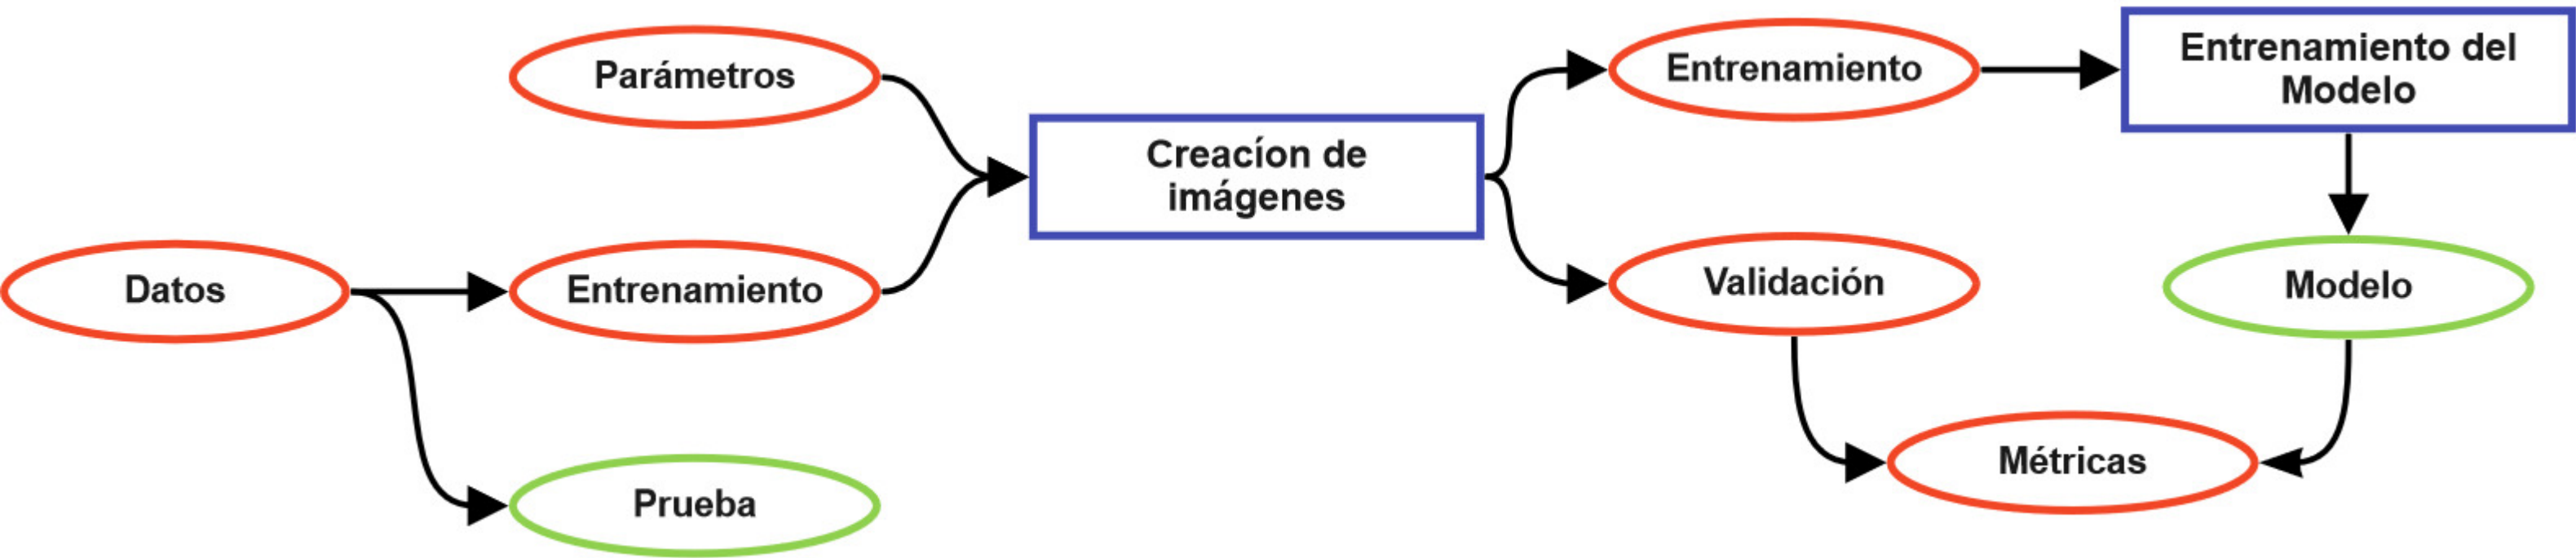 Parámetros
Datos
Entrenamiento
Prueba
Creacíon de
imágenes
Entrenamiento
Validación
Entrenamiento del
Modelo
Modelo
Métricas